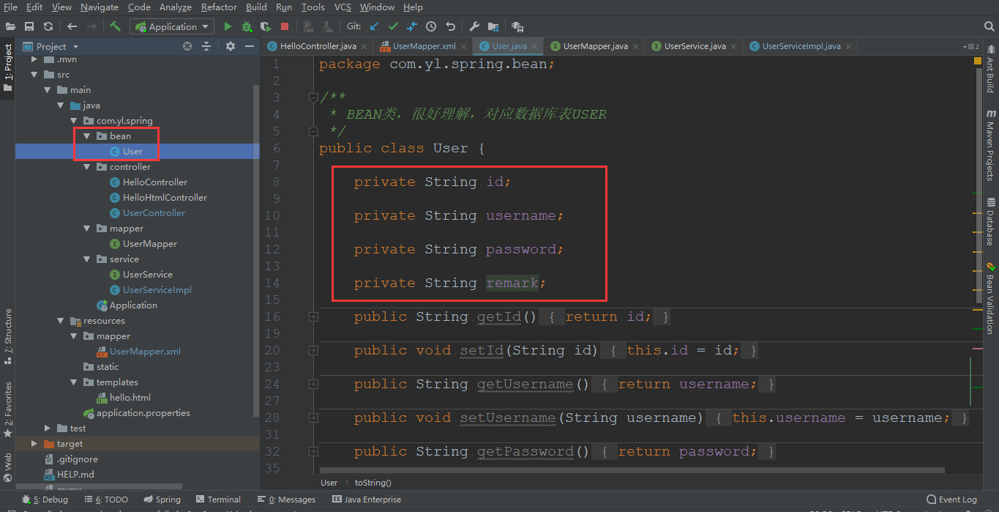 File Edit View Navigate Code Analyze Refactor Build Run Tools VCS Window Help
Application Git:
1: Project
7: Structure
2: Favorites
Web
Project
.mvn
src
main
java
com.yl.spring
bean
User
controller
HelloController
HelloHtmlController
UserController
mapper
UserMapper
service
UserService
UserServiceImpl
Application
resources
mapper
UserMapper.xml
static
templates
hello.html
application.properties
test
target
.gitignore
HELP.md
HelloController.java UserMapper.xml User.java UserMapper.java UserService.java UserServiceImpl.java 2
1 package com.yl.spring.bean;
2
3 /**
4 * BEAN类，很好理解，对应数据库表USER
5 */
6 public class User {
7
8 private String id;
9
10 private String username;
11
12 private String password;
13
14 private String remark;
15
16 public String getId() { return id; }
19
20 public void setId(String id) { this.id = id; }
23
24 public String getUsername() { return username; }
27
28 public void setUsername(String username) { this.username = username; }
31
32 public String getPassword() { return password; }
35
User › toString()
Ant Build
Maven Projects
Database
Bean Validation
5: Debug 6: TODO Spring Terminal 0: Messages Java Enterprise Event Log